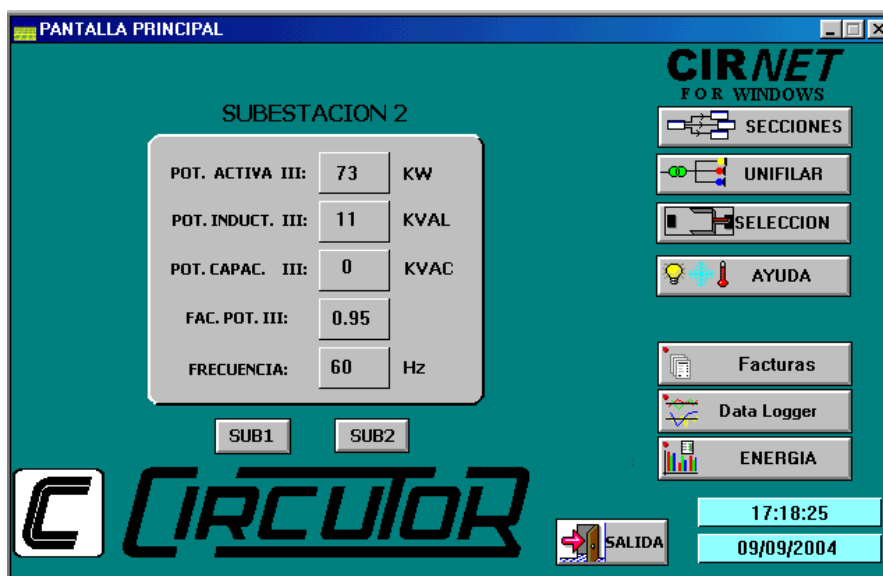 PANTALLA PRINCIPAL
CIRNET
FOR WINDOWS
SUBESTACION 2
POT. ACTIVA III: 73 KW
POT. INDUCT. III: 11 KVAL
POT. CAPAC. III: 0 KVAC
FAC. POT. III: 0.95
FRECUENCIA: 60 Hz
SUB1 SUB2
SECCIONES
UNIFILAR
SELECCION
AYUDA
Facturas
Data Logger
ENERGIA
C CIRCUTOR
SALIDA
17:18:25
09/09/2004